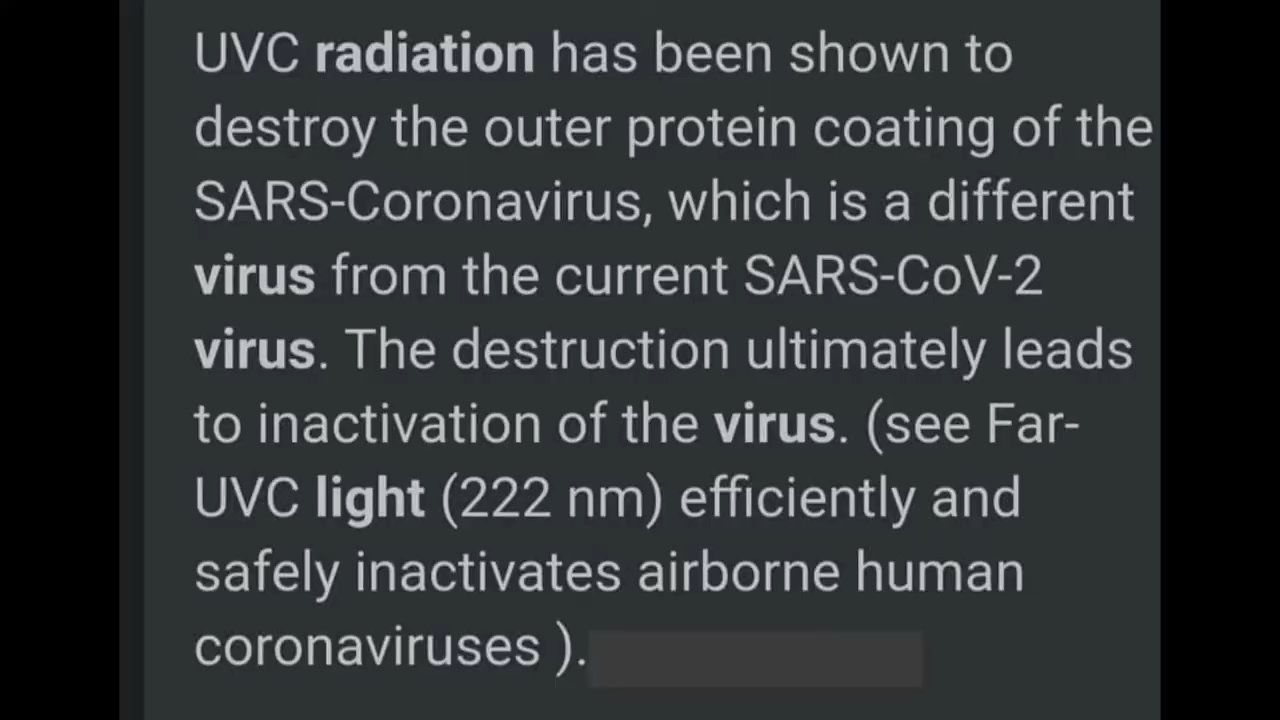 UVC radiation has been shown to
destroy the outer protein coating of the
SARS-Coronavirus, which is a different
virus from the current SARS-CoV-2
virus. The destruction ultimately leads
to inactivation of the virus. (see Far-
UVC light (222 nm) efficiently and
safely inactivates airborne human
coronaviruses ).